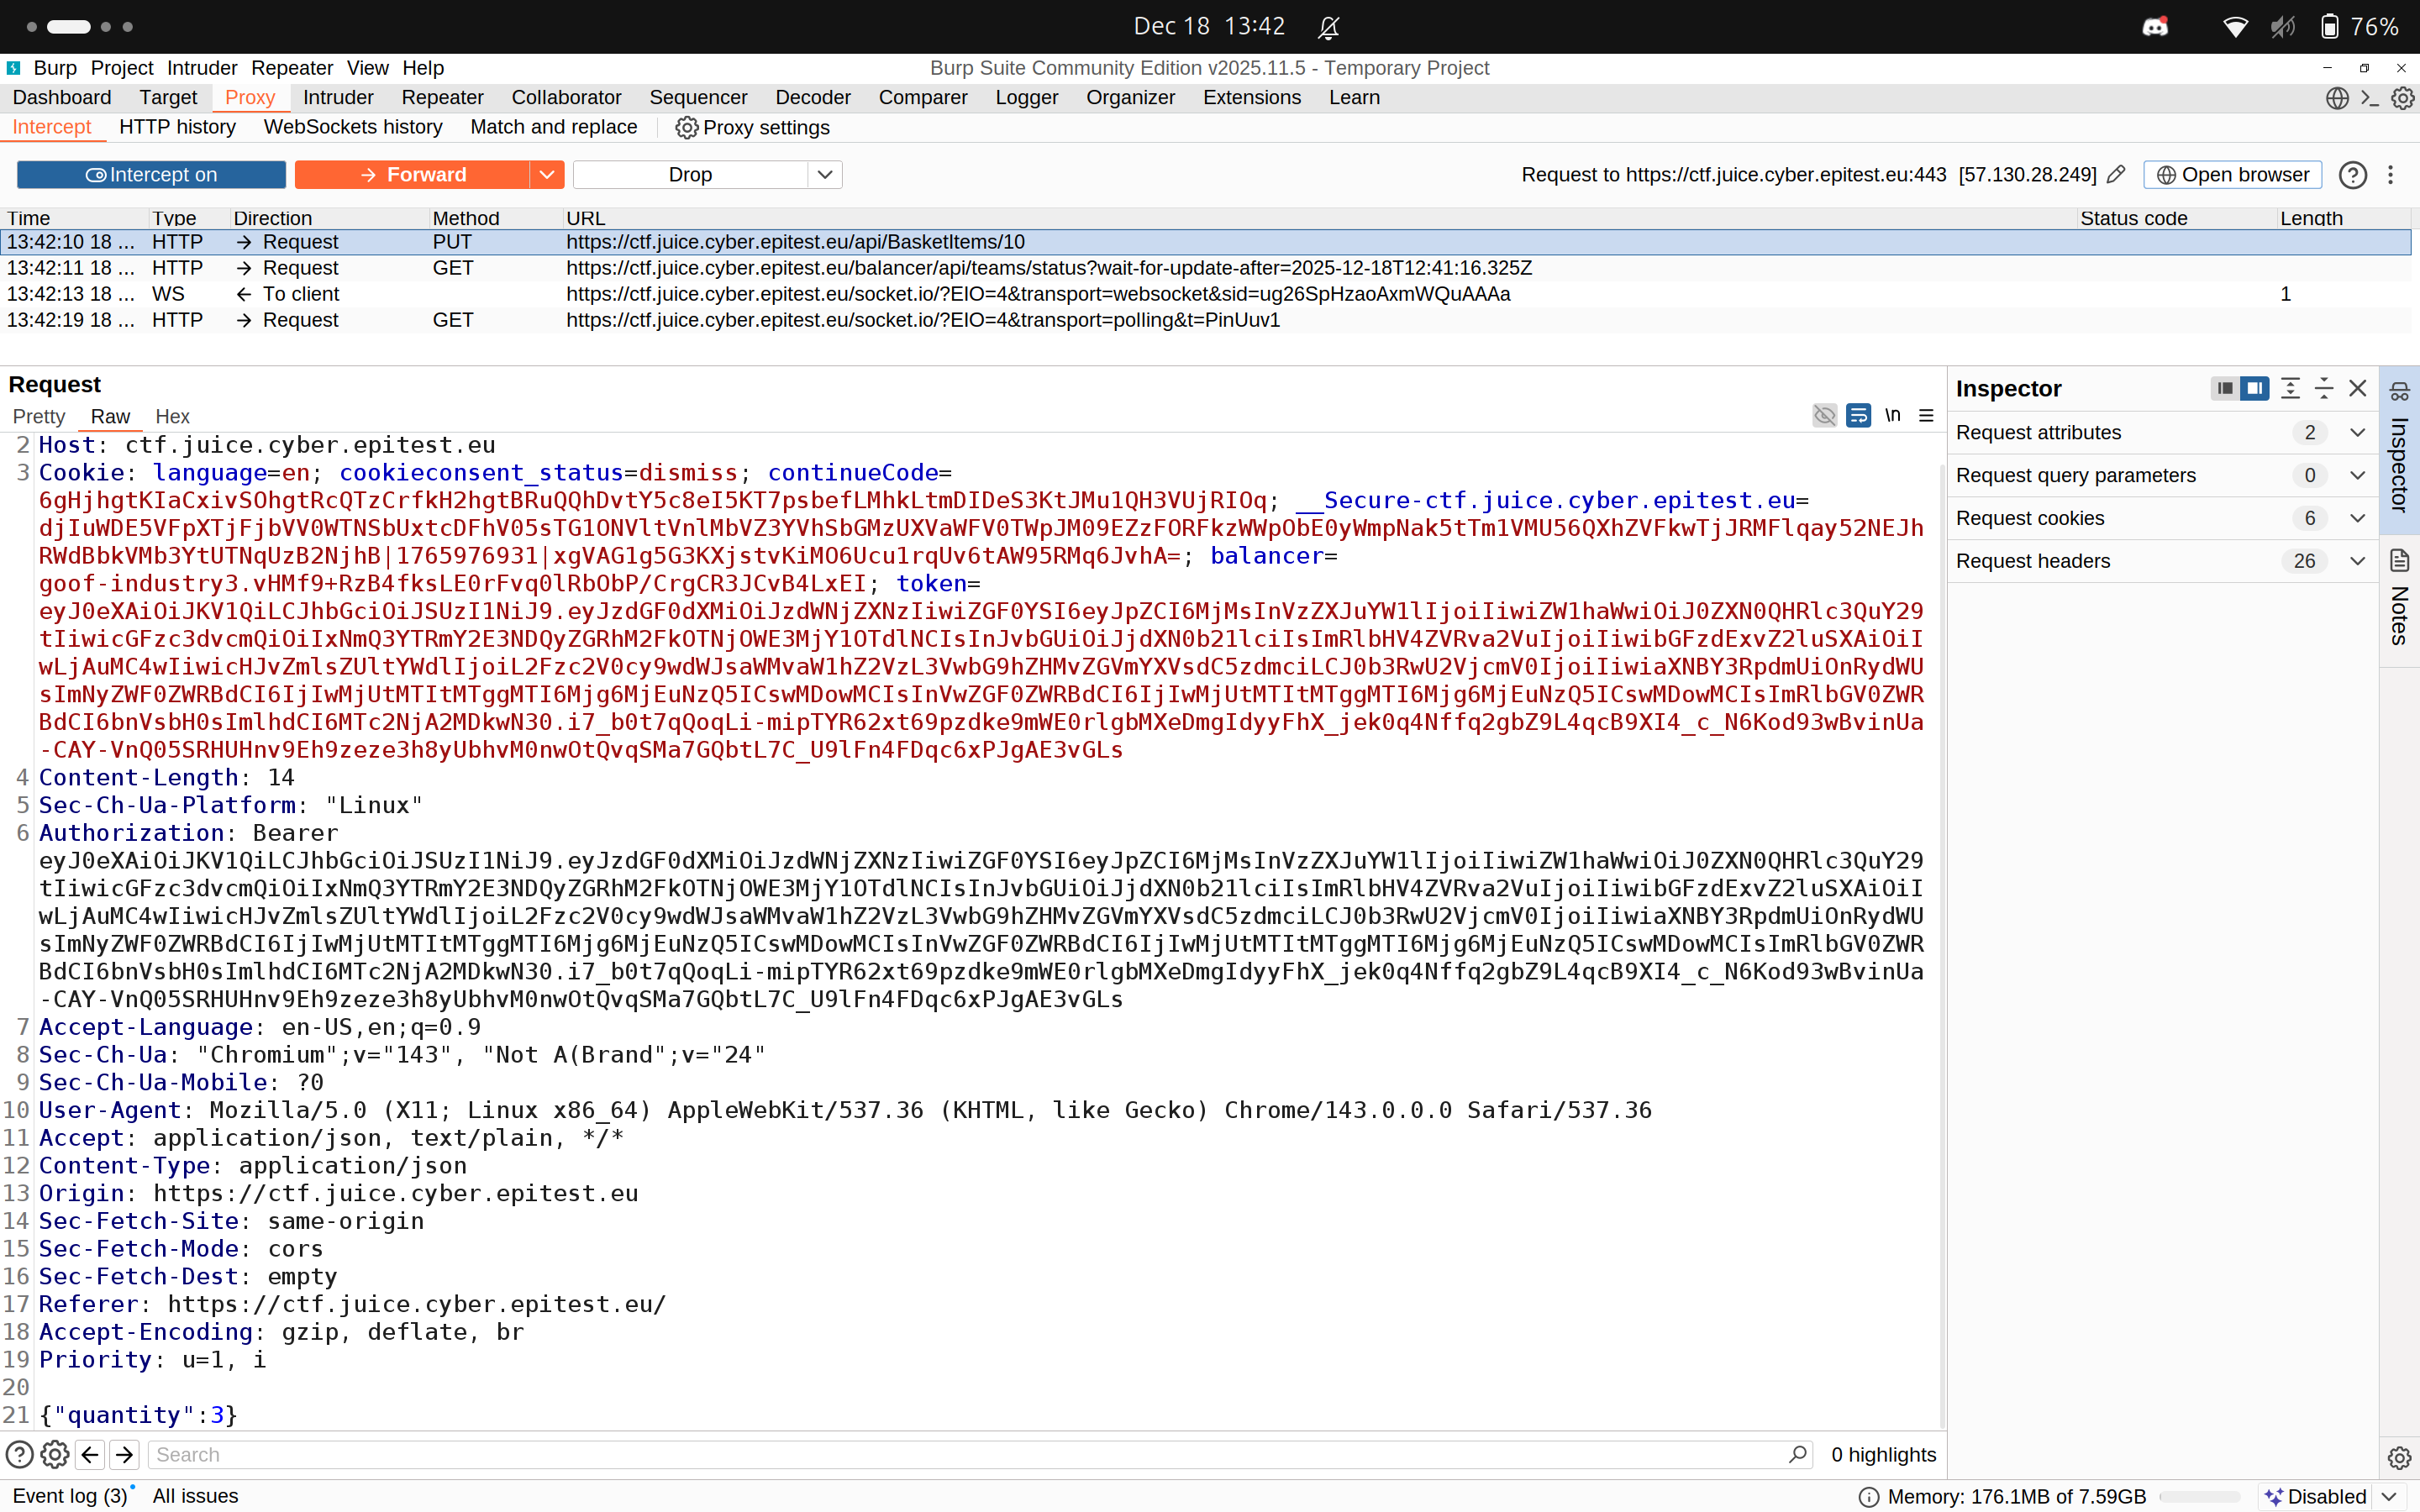 Dec 18 13:42
76%
Burp Project Intruder Repeater View Help
Burp Suite Community Edition v2025.11.5 - Temporary Project
Dashboard Target Proxy Intruder Repeater Collaborator Sequencer Decoder Comparer Logger Organizer Extensions Learn
Intercept HTTP history WebSockets history Match and replace Proxy settings
Intercept on Forward Drop Request to https://ctf.juice.cyber.epitest.eu:443 [57.130.28.249] Open browser
Time Type Direction Method URL Status code Length
13:42:10 18 ... HTTP → Request PUT https://ctf.juice.cyber.epitest.eu/api/BasketItems/10
13:42:11 18 ... HTTP → Request GET https://ctf.juice.cyber.epitest.eu/balancer/api/teams/status?wait-for-update-after=2025-12-18T12:41:16.325Z
13:42:13 18 ... WS ← To client https://ctf.juice.cyber.epitest.eu/socket.io/?EIO=4&transport=websocket&sid=ug26SpHzaoAxmWQuAAAa 1
13:42:19 18 ... HTTP → Request GET https://ctf.juice.cyber.epitest.eu/socket.io/?EIO=4&transport=polling&t=PinUuv1
Request
Pretty Raw Hex
\n
2 Host: ctf.juice.cyber.epitest.eu
3 Cookie: language=en; cookieconsent_status=dismiss; continueCode=
6gHjhgtKIaCxivSOhgtRcQTzCrfkH2hgtBRuQQhDvtY5c8eI5KT7psbefLMhkLtmDIDeS3KtJMu1QH3VUjRIOq; __Secure-ctf.juice.cyber.epitest.eu=
djIuWDE5VFpXTjFjbVV0WTNSbUxtcDFhV05sTG1ONVltVnlMbVZ3YVhSbGMzUXVaWFV0TWpJM09EZzFORFkzWWpObE0yWmpNak5tTm1VMU56QXhZVFkwTjJRMFlqay52NEJh
RWdBbkVMb3YtUTNqUzB2NjhB|1765976931|xgVAG1g5G3KXjstvKiMO6Ucu1rqUv6tAW95RMq6JvhA=; balancer=
goof-industry3.vHMf9+RzB4fksLE0rFvq0lRbObP/CrgCR3JCvB4LxEI; token=
eyJ0eXAiOiJKV1QiLCJhbGciOiJSUzI1NiJ9.eyJzdGF0dXMiOiJzdWNjZXNzIiwiZGF0YSI6eyJpZCI6MjMsInVzZXJuYW1lIjoiIiwiZW1haWwiOiJ0ZXN0QHRlc3QuY29
tIiwicGFzc3dvcmQiOiIxNmQ3YTRmY2E3NDQyZGRhM2FkOTNjOWE3MjY1OTdlNCIsInJvbGUiOiJjdXN0b21lciIsImRlbHV4ZVRva2VuIjoiIiwibGFzdExvZ2luSXAiOiI
wLjAuMC4wIiwicHJvZmlsZUltYWdlIjoiL2Fzc2V0cy9wdWJsaWMvaW1hZ2VzL3VwbG9hZHMvZGVmYXVsdC5zdmciLCJ0b3RwU2VjcmV0IjoiIiwiaXNBY3RpdmUiOnRydWU
sImNyZWF0ZWRBdCI6IjIwMjUtMTItMTggMTI6Mjg6MjEuNzQ5ICswMDowMCIsInVwZGF0ZWRBdCI6IjIwMjUtMTItMTggMTI6Mjg6MjEuNzQ5ICswMDowMCIsImRlbGV0ZWR
BdCI6bnVsbH0sImlhdCI6MTc2NjA2MDkwN30.i7_b0t7qQoqLi-mipTYR62xt69pzdke9mWE0rlgbMXeDmgIdyyFhX_jek0q4Nffq2gbZ9L4qcB9XI4_c_N6Kod93wBvinUa
-CAY-VnQ05SRHUHnv9Eh9zeze3h8yUbhvM0nwOtQvqSMa7GQbtL7C_U9lFn4FDqc6xPJgAE3vGLs
4 Content-Length: 14
5 Sec-Ch-Ua-Platform: "Linux"
6 Authorization: Bearer
eyJ0eXAiOiJKV1QiLCJhbGciOiJSUzI1NiJ9.eyJzdGF0dXMiOiJzdWNjZXNzIiwiZGF0YSI6eyJpZCI6MjMsInVzZXJuYW1lIjoiIiwiZW1haWwiOiJ0ZXN0QHRlc3QuY29
tIiwicGFzc3dvcmQiOiIxNmQ3YTRmY2E3NDQyZGRhM2FkOTNjOWE3MjY1OTdlNCIsInJvbGUiOiJjdXN0b21lciIsImRlbHV4ZVRva2VuIjoiIiwibGFzdExvZ2luSXAiOiI
wLjAuMC4wIiwicHJvZmlsZUltYWdlIjoiL2Fzc2V0cy9wdWJsaWMvaW1hZ2VzL3VwbG9hZHMvZGVmYXVsdC5zdmciLCJ0b3RwU2VjcmV0IjoiIiwiaXNBY3RpdmUiOnRydWU
sImNyZWF0ZWRBdCI6IjIwMjUtMTItMTggMTI6Mjg6MjEuNzQ5ICswMDowMCIsInVwZGF0ZWRBdCI6IjIwMjUtMTItMTggMTI6Mjg6MjEuNzQ5ICswMDowMCIsImRlbGV0ZWR
BdCI6bnVsbH0sImlhdCI6MTc2NjA2MDkwN30.i7_b0t7qQoqLi-mipTYR62xt69pzdke9mWE0rlgbMXeDmgIdyyFhX_jek0q4Nffq2gbZ9L4qcB9XI4_c_N6Kod93wBvinUa
-CAY-VnQ05SRHUHnv9Eh9zeze3h8yUbhvM0nwOtQvqSMa7GQbtL7C_U9lFn4FDqc6xPJgAE3vGLs
7 Accept-Language: en-US,en;q=0.9
8 Sec-Ch-Ua: "Chromium";v="143", "Not A(Brand";v="24"
9 Sec-Ch-Ua-Mobile: ?0
10 User-Agent: Mozilla/5.0 (X11; Linux x86_64) AppleWebKit/537.36 (KHTML, like Gecko) Chrome/143.0.0.0 Safari/537.36
11 Accept: application/json, text/plain, */*
12 Content-Type: application/json
13 Origin: https://ctf.juice.cyber.epitest.eu
14 Sec-Fetch-Site: same-origin
15 Sec-Fetch-Mode: cors
16 Sec-Fetch-Dest: empty
17 Referer: https://ctf.juice.cyber.epitest.eu/
18 Accept-Encoding: gzip, deflate, br
19 Priority: u=1, i
20
21 {"quantity":3}
Search
0 highlights
Inspector
Request attributes 2
Request query parameters 0
Request cookies 6
Request headers 26
Inspector
Notes
Event log (3) All issues
Memory: 176.1MB of 7.59GB
Disabled